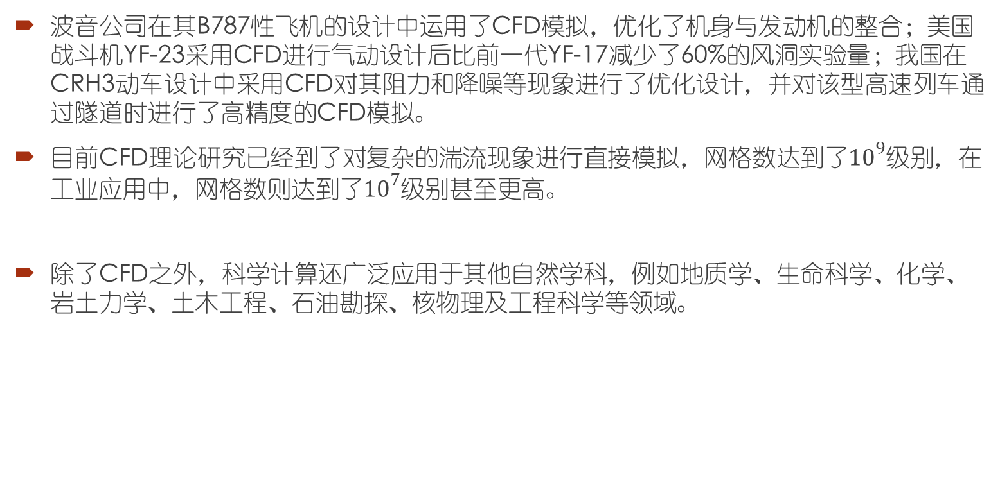 波音公司在其B787性飞机的设计中运用了CFD模拟，优化了机身与发动机的整合；美国
战斗机YF-23采用CFD进行气动设计后比前一代YF-17减少了60%的风洞实验量；我国在
CRH3动车设计中采用CFD对其阻力和降噪等现象进行了优化设计，并对该型高速列车通
过隧道时进行了高精度的CFD模拟。
目前CFD理论研究已经到了对复杂的湍流现象进行直接模拟，网格数达到了10⁹级别，在
工业应用中，网格数则达到了10⁷级别甚至更高。
除了CFD之外，科学计算还广泛应用于其他自然学科，例如地质学、生命科学、化学、
岩土力学、土木工程、石油勘探、核物理及工程科学等领域。